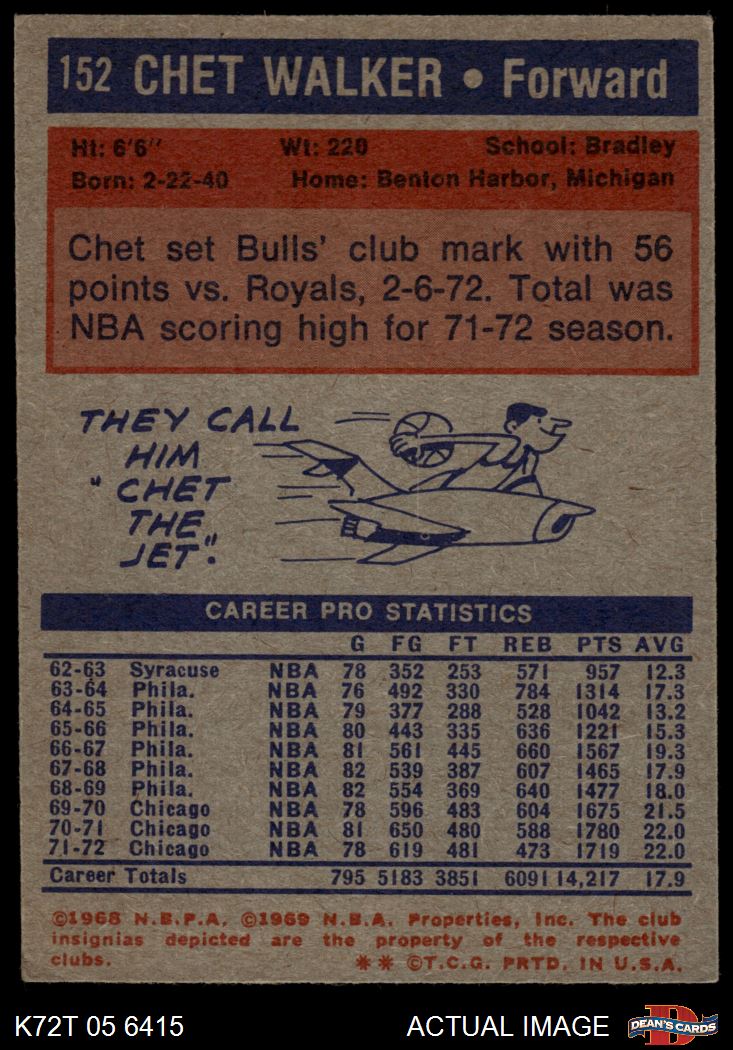 152 CHET WALKER • Forward
Ht: 6'6" Wt: 220 School: Bradley
Born: 2-22-40 Home: Benton Harbor, Michigan
Chet set Bulls' club mark with 56
points vs. Royals, 2-6-72. Total was
NBA scoring high for 71-72 season.
THEY CALL
HIM
"CHET
THE
JET".
CAREER PRO STATISTICS
G FG FT REB PTS AVG
62-63 Syracuse NBA 78 352 253 571 957 12.3
63-64 Phila. NBA 76 492 330 784 1314 17.3
64-65 Phila. NBA 79 377 288 528 1042 13.2
65-66 Phila. NBA 80 443 335 636 1221 15.3
66-67 Phila. NBA 81 561 445 660 1567 19.3
67-68 Phila. NBA 82 539 387 607 1465 17.9
68-69 Phila. NBA 82 554 369 640 1477 18.0
69-70 Chicago NBA 78 596 483 604 1675 21.5
70-71 Chicago NBA 81 650 480 588 1780 22.0
71-72 Chicago NBA 78 619 481 473 1719 22.0
Career Totals 795 5183 3851 6091 14,217 17.9
©1968 N.B.P.A. ©1969 N.B.A. Properties, Inc. The club
insignias depicted are the property of the respective
clubs. ** ©T.C.G. PRTD. IN U.S.A.
K72T 05 6415 ACTUAL IMAGE DEAN'S CARDS